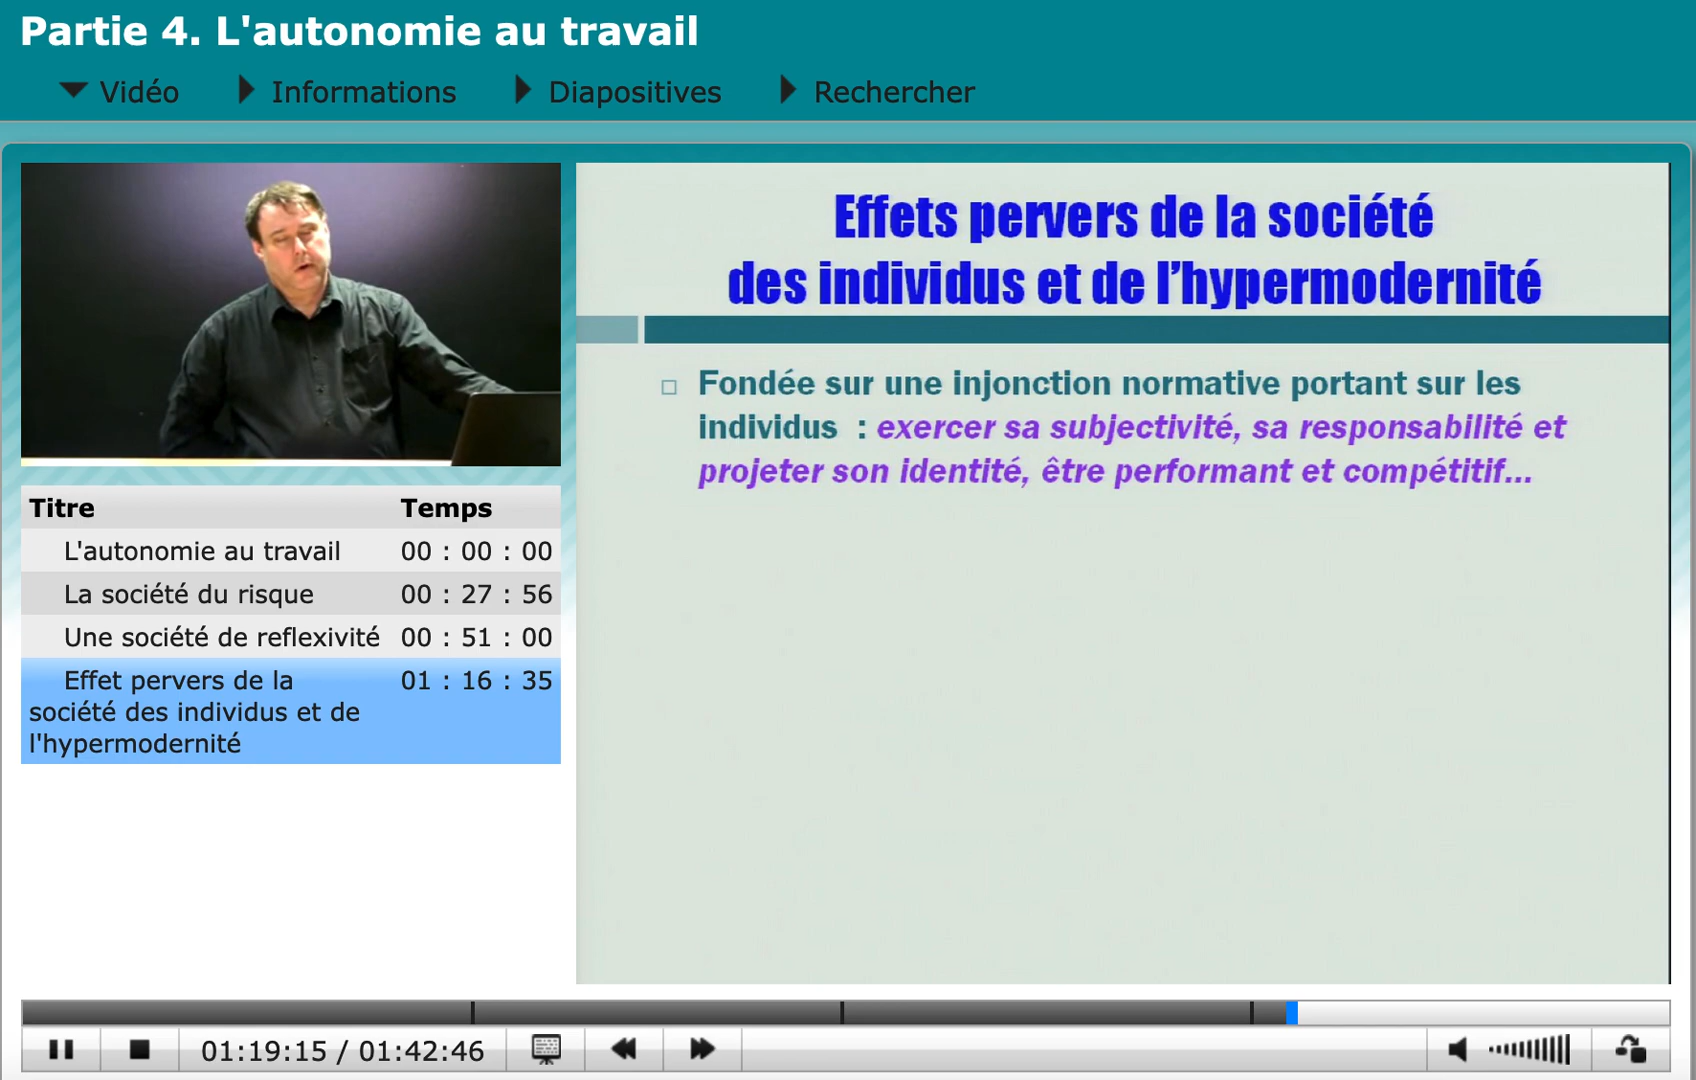 Partie 4. L'autonomie au travail
Vidéo Informations Diapositives Rechercher
Effets pervers de la société
des individus et de l’hypermodernité
Fondée sur une injonction normative portant sur les
individus : exercer sa subjectivité, sa responsabilité et
projeter son identité, être performant et compétitif...
Titre Temps
L'autonomie au travail 00 : 00 : 00
La société du risque 00 : 27 : 56
Une société de reflexivité 00 : 51 : 00
Effet pervers de la 01 : 16 : 35
société des individus et de
l'hypermodernité
01:19:15 / 01:42:46